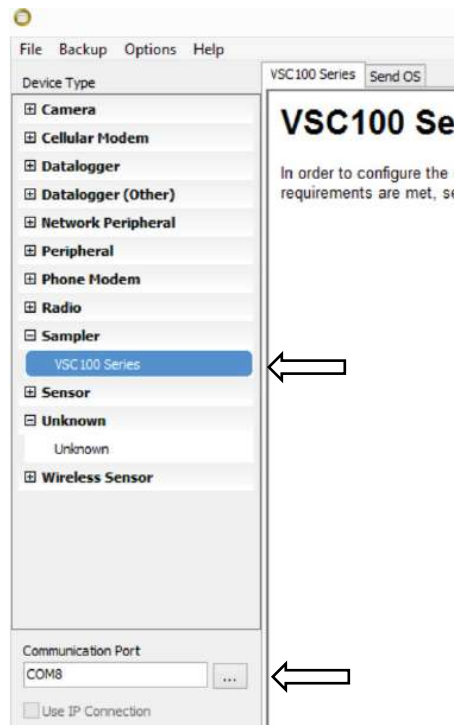 File Backup Options Help
Device Type
Camera
Cellular Modem
Datalogger
Datalogger (Other)
Network Peripheral
Peripheral
Phone Modem
Radio
Sampler
VSC100 Series
Sensor
Unknown
Unknown
Wireless Sensor
Communication Port
COM8
...
Use IP Connection
VSC100 Series Send OS
VSC100 Se
In order to configure the
requirements are met, se